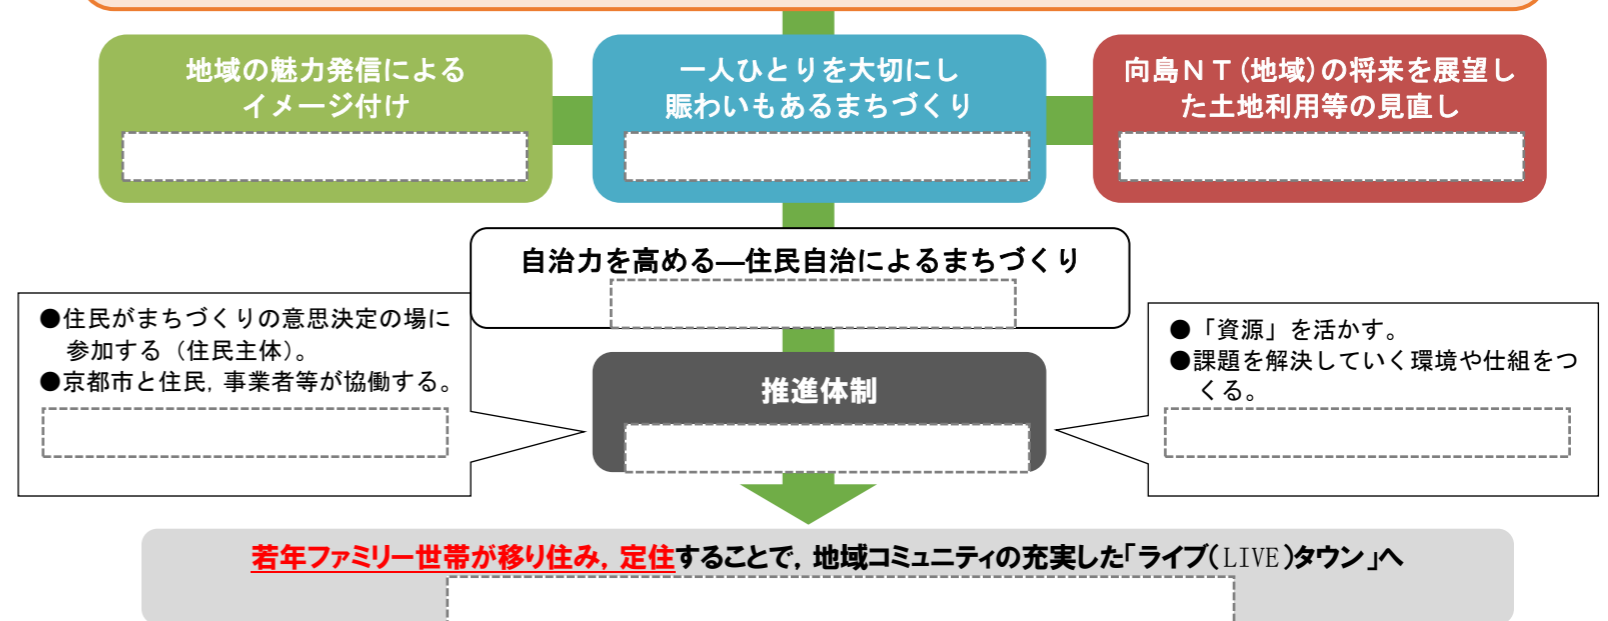 地域の魅力発信による
イメージ付け
一人ひとりを大切にし
賑わいもあるまちづくり
向島ＮＴ(地域)の将来を展望し
た土地利用等の見直し
自治力を高める―住民自治によるまちづくり
●住民がまちづくりの意思決定の場に
参加する（住民主体）。
●京都市と住民，事業者等が協働する。
●「資源」を活かす。
●課題を解決していく環境や仕組をつ
くる。
推進体制
若年ファミリー世帯が移り住み，定住することで，地域コミュニティの充実した「ライブ(LIVE)タウン」へ